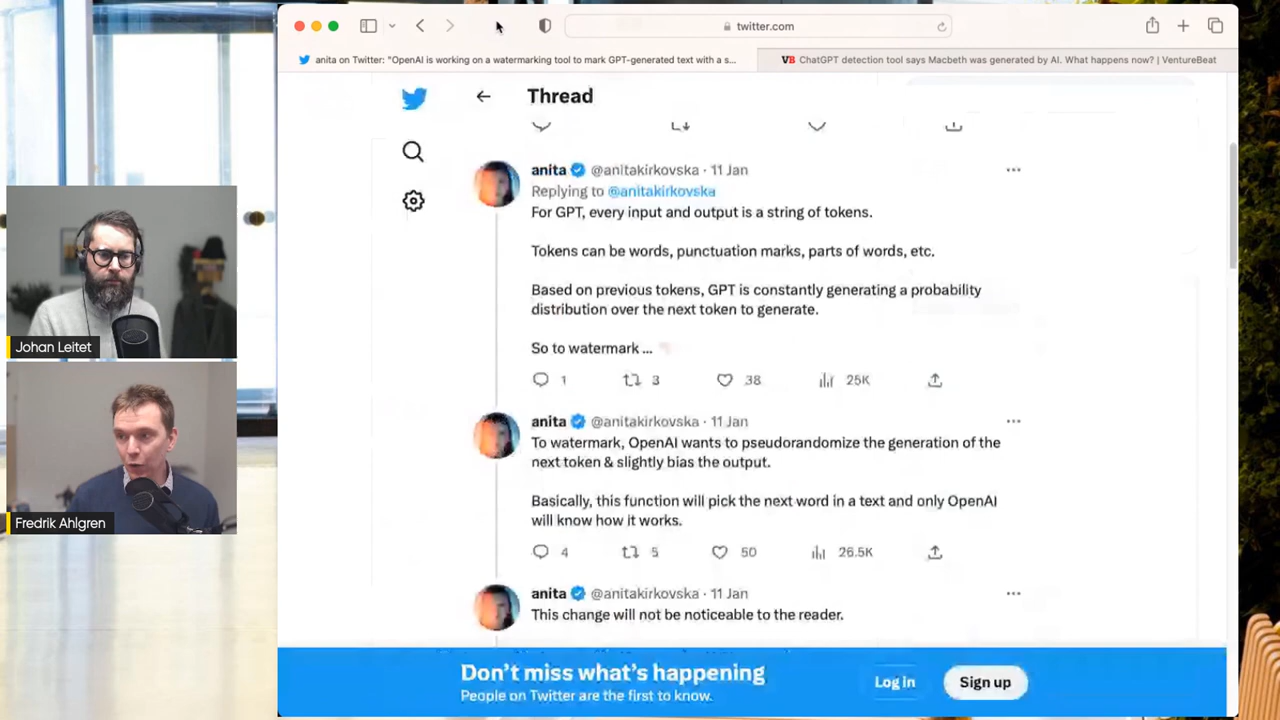 twitter.com
anita on Twitter: "OpenAI is working on a watermarking tool to mark GPT-generated text with a s...
VB ChatGPT detection tool says Macbeth was generated by AI. What happens now? | VentureBeat
Thread
anita @anitakirkovska · 11 Jan
Replying to @anitakirkovska
For GPT, every input and output is a string of tokens.
Tokens can be words, punctuation marks, parts of words, etc.
Based on previous tokens, GPT is constantly generating a probability
distribution over the next token to generate.
So to watermark ...
1 3 38 25K
anita @anitakirkovska · 11 Jan
To watermark, OpenAI wants to pseudorandomize the generation of the
next token & slightly bias the output.
Basically, this function will pick the next word in a text and only OpenAI
will know how it works.
4 5 50 26.5K
anita @anitakirkovska · 11 Jan
This change will not be noticeable to the reader.
Don't miss what's happening
People on Twitter are the first to know.
Log in
Sign up
Johan Leitet
Fredrik Ahlgren